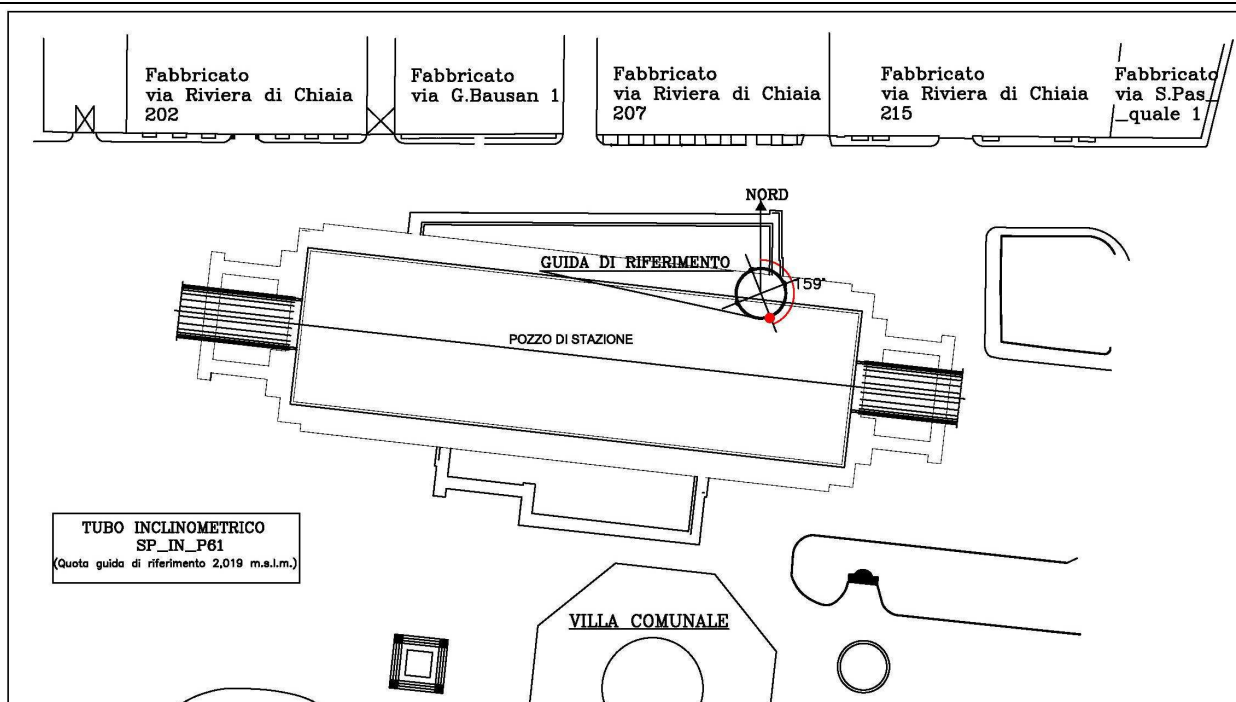 Fabbricato
via Riviera di Chiaia
202
Fabbricato
via G.Bausan 1
Fabbricato
via Riviera di Chiaia
207
Fabbricato
via Riviera di Chiaia
215
Fabbricato
via S.Pas_
_quale 1
NORD
GUIDA DI RIFERIMENTO
159°
POZZO DI STAZIONE
TUBO INCLINOMETRICO
SP_IN_P61
(Quota guida di riferimento 2,019 m.s.l.m.)
VILLA COMUNALE